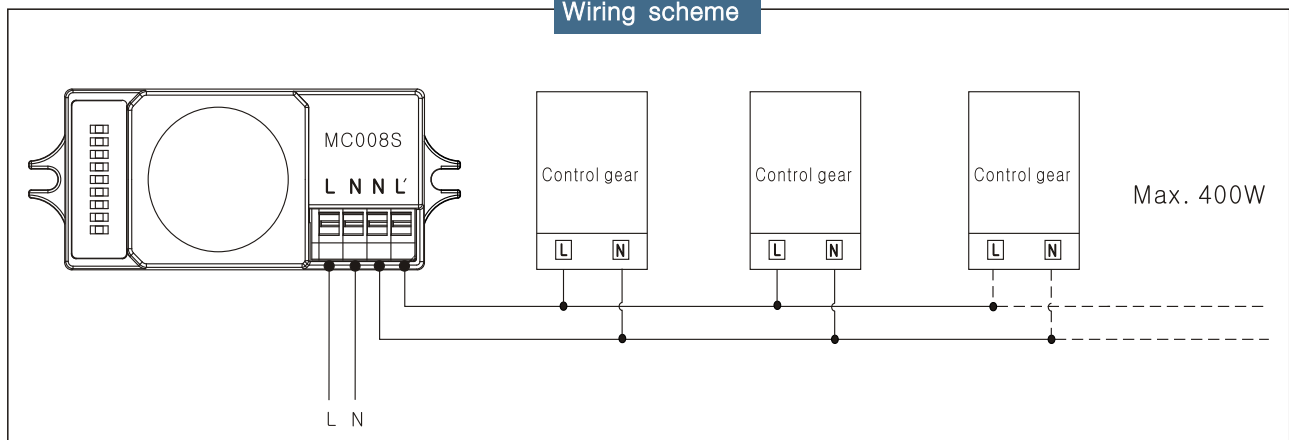 Wiring scheme
MC008S
L N N L′
Control gear
L N
Control gear
L N
Control gear
L N
Max. 400W
L N